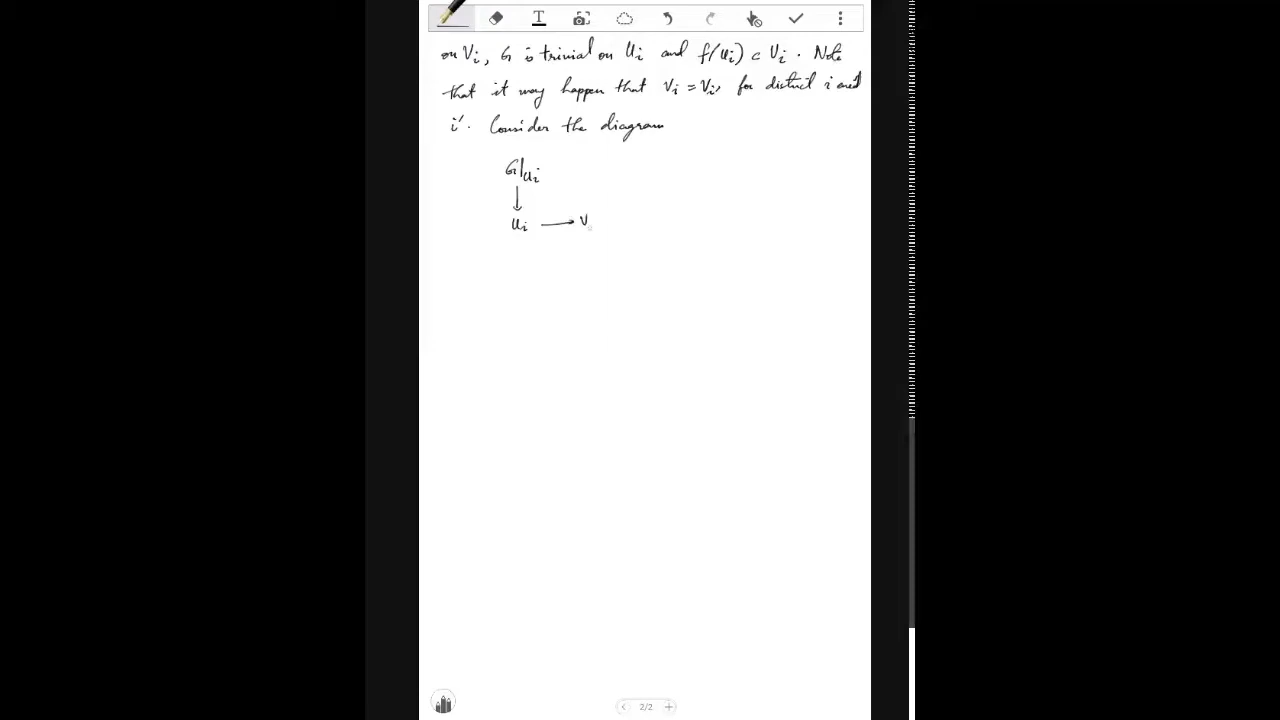 on Vi, G is trivial on Ui and f(Ui) ⊂ Vi. Note
that it may happen that Vi = Vi' for distinct i and
i'. Consider the diagram
G|Ui
↓
Ui → V
2/2